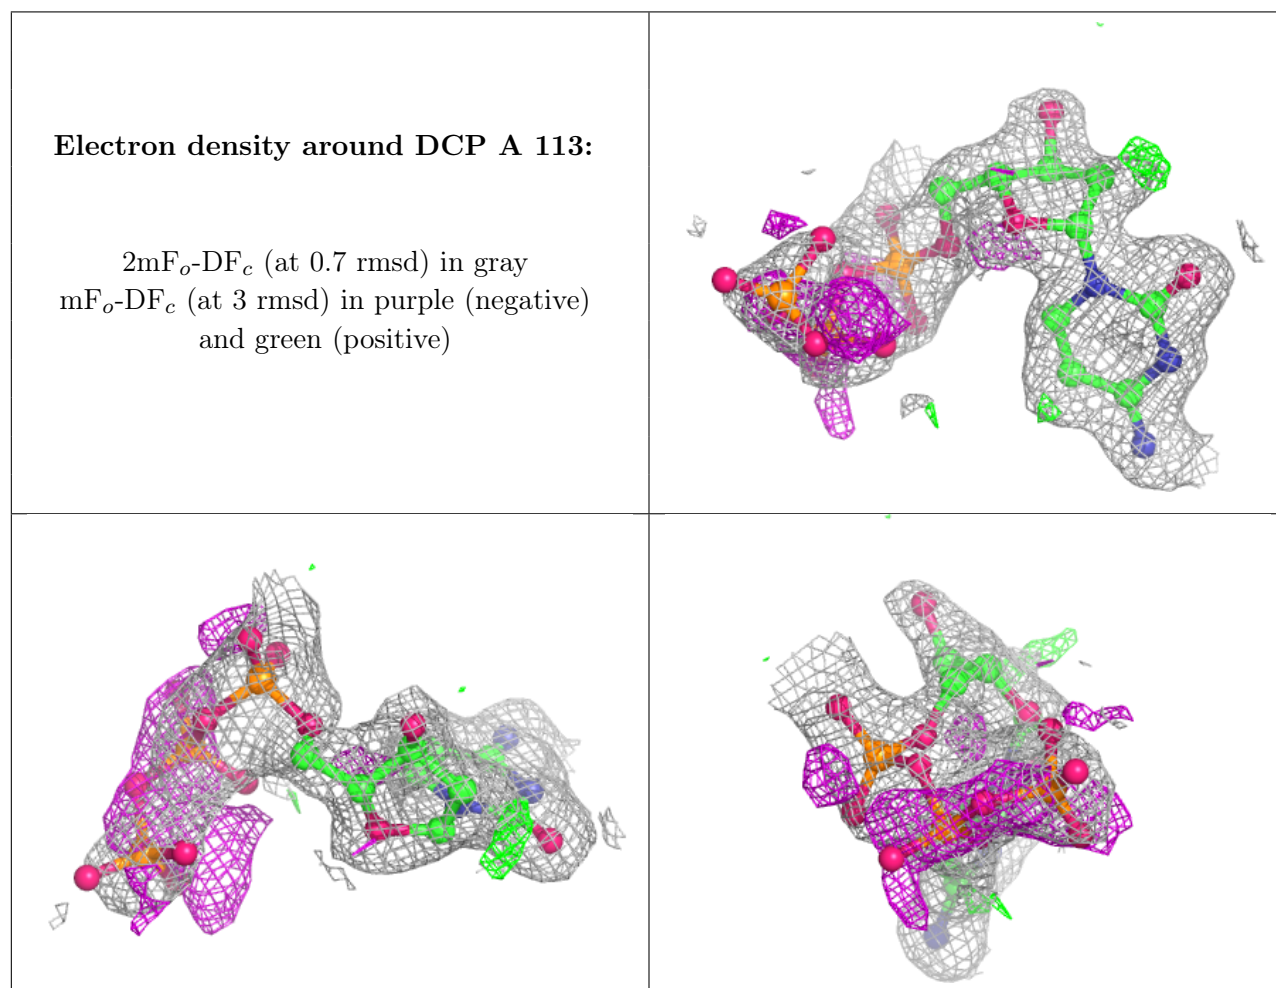 Electron density around DCP A 113:
2mFo-DFc (at 0.7 rmsd) in gray
mFo-DFc (at 3 rmsd) in purple (negative)
and green (positive)